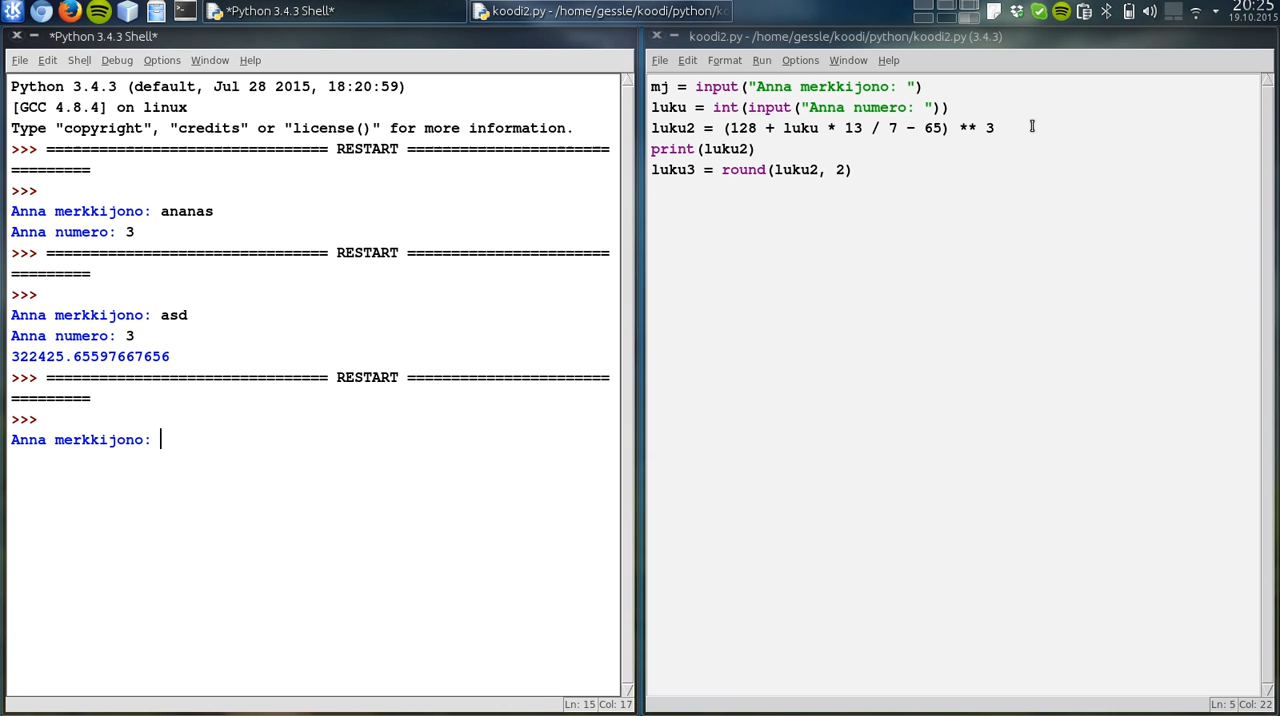 *Python 3.4.3 Shell*
koodi2.py - /home/gessle/koodi/python/k
20:25
19.10.2015
*Python 3.4.3 Shell*
File Edit Shell Debug Options Window Help
Python 3.4.3 (default, Jul 28 2015, 18:20:59)
[GCC 4.8.4] on linux
Type "copyright", "credits" or "license()" for more information.
>>> ================================ RESTART =======================
=========
>>>
Anna merkkijono: ananas
Anna numero: 3
>>> ================================ RESTART =======================
=========
>>>
Anna merkkijono: asd
Anna numero: 3
322425.65597667656
>>> ================================ RESTART =======================
=========
>>>
Anna merkkijono:
Ln: 15 Col: 17
koodi2.py - /home/gessle/koodi/python/koodi2.py (3.4.3)
File Edit Format Run Options Window Help
mj = input("Anna merkkijono: ")
luku = int(input("Anna numero: "))
luku2 = (128 + luku * 13 / 7 - 65) ** 3
print(luku2)
luku3 = round(luku2, 2)
Ln: 5 Col: 22